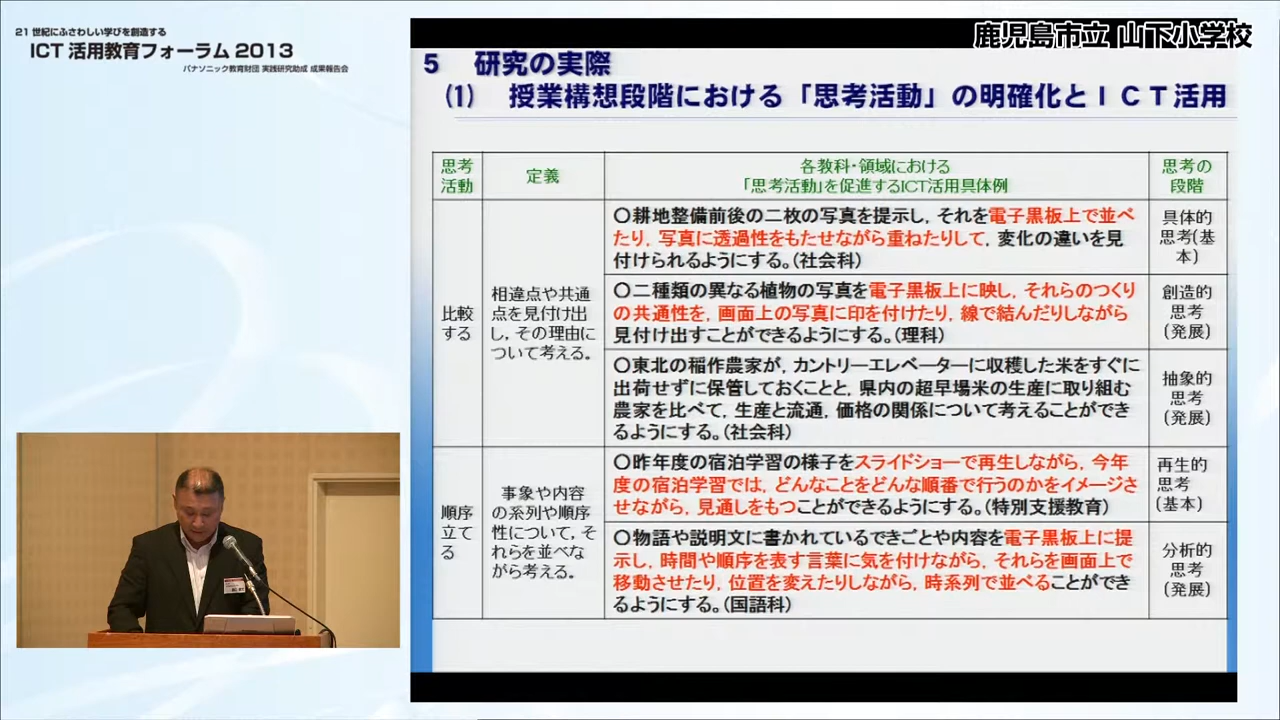 21世紀にふさわしい学びを創造する
ICT 活用教育フォーラム 2013
パナソニック教育財団 実践研究助成 成果報告会
鹿児島市立 山下小学校
5 研究の実際
(1) 授業構想段階における「思考活動」の明確化とＩＣＴ活用
思考
活動
定義
各教科・領域における
「思考活動」を促進するICT活用具体例
思考の
段階
比較
する
相違点や共通
点を見付け出
し，その理由に
ついて考える。
○耕地整備前後の二枚の写真を提示し，それを電子黒板上で並べ
たり，写真に透過性をもたせながら重ねたりして，変化の違いを見
付けられるようにする。(社会科)
具体的
思考(基
本)
○二種類の異なる植物の写真を電子黒板上に映し，それらのつくり
の共通性を，画面上の写真に印を付けたり，線で結んだりしながら
見付け出すことができるようにする。(理科)
創造的
思考
(発展)
○東北の稲作農家が，カントリーエレベーターに収穫した米をすぐに
出荷せずに保管しておくことと，県内の超早場米の生産に取り組む
農家を比べて，生産と流通，価格の関係について考えることができ
るようにする。(社会科)
抽象的
思考
(発展)
順序
立て
る
事象や内容
の系列や順序
性について，そ
れらを並べな
がら考える。
○昨年度の宿泊学習の様子をスライドショーで再生しながら，今年
度の宿泊学習では，どんなことをどんな順番で行うのかをイメージさ
せながら，見通しをもつことができるようにする。(特別支援教育)
再生的
思考
(基本)
○物語や説明文に書かれているできごとや内容を電子黒板上に提
示し，時間や順序を表す言葉に気を付けながら，それらを画面上で
移動させたり，位置を変えたりしながら，時系列で並べることができ
るようにする。(国語科)
分析的
思考
(発展)